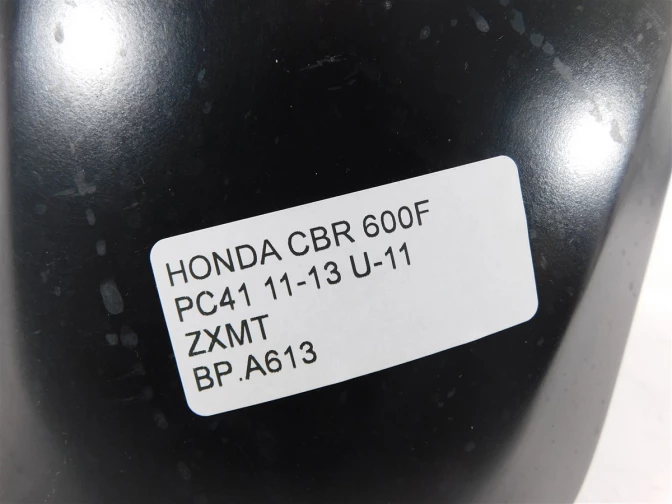 HONDA CBR 600F
PC41 11-13 U-11
ZXMT
BP.A613